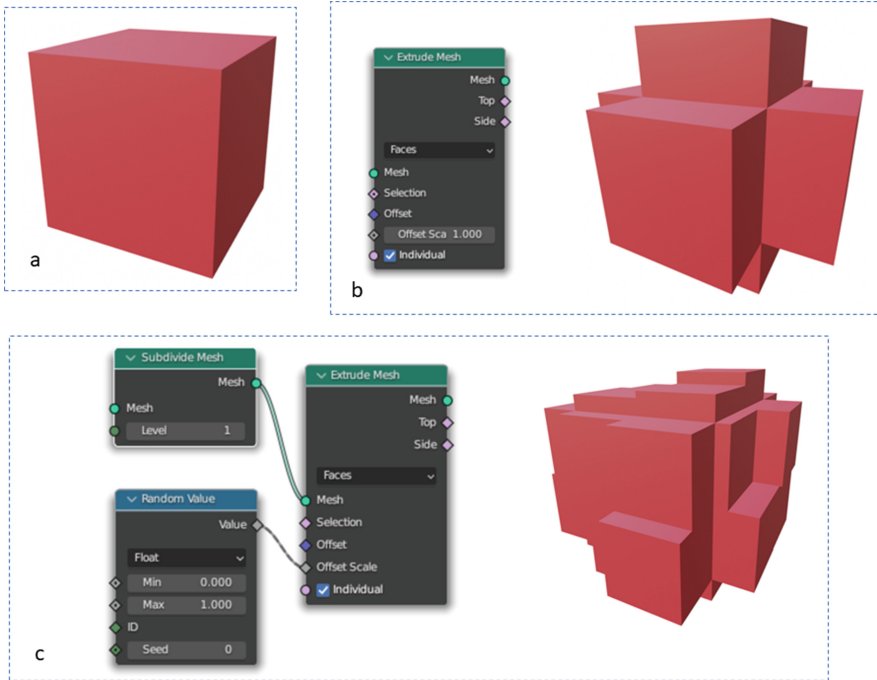 a
Extrude Mesh
Mesh
Top
Side
Faces
Mesh
Selection
Offset
Offset Sca 1.000
Individual
b
Subdivide Mesh
Mesh
Mesh
Level 1
Extrude Mesh
Mesh
Top
Side
Faces
Mesh
Selection
Offset
Offset Scale
Individual
Random Value
Value
Float
Min 0.000
Max 1.000
ID
Seed 0
c